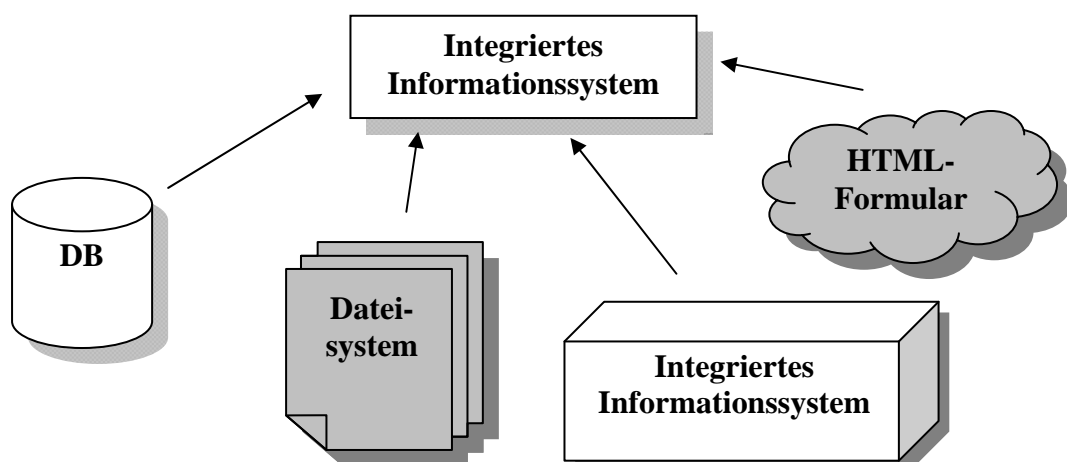 Integriertes
Informationssystem
HTML-
Formular
DB
Datei-
system
Integriertes
Informationssystem